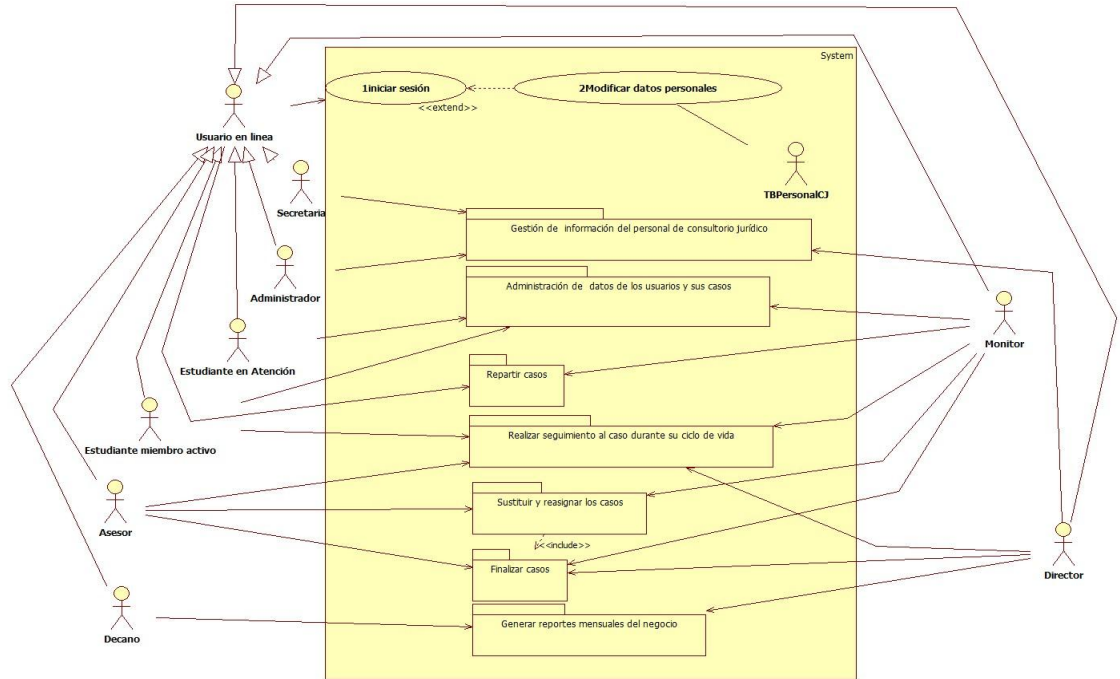 System
1iniciar sesión
2Modificar datos personales
<<extend>>
Usuario en linea
TBPersonalCJ
Secretaria
Gestión de información del personal de consultorio jurídico
Administrador
Administración de datos de los usuarios y sus casos
Monitor
Estudiante en Atención
Repartir casos
Estudiante miembro activo
Realizar seguimiento al caso durante su ciclo de vida
Asesor
Sustituir y reasignar los casos
<<include>>
Finalizar casos
Director
Decano
Generar reportes mensuales del negocio